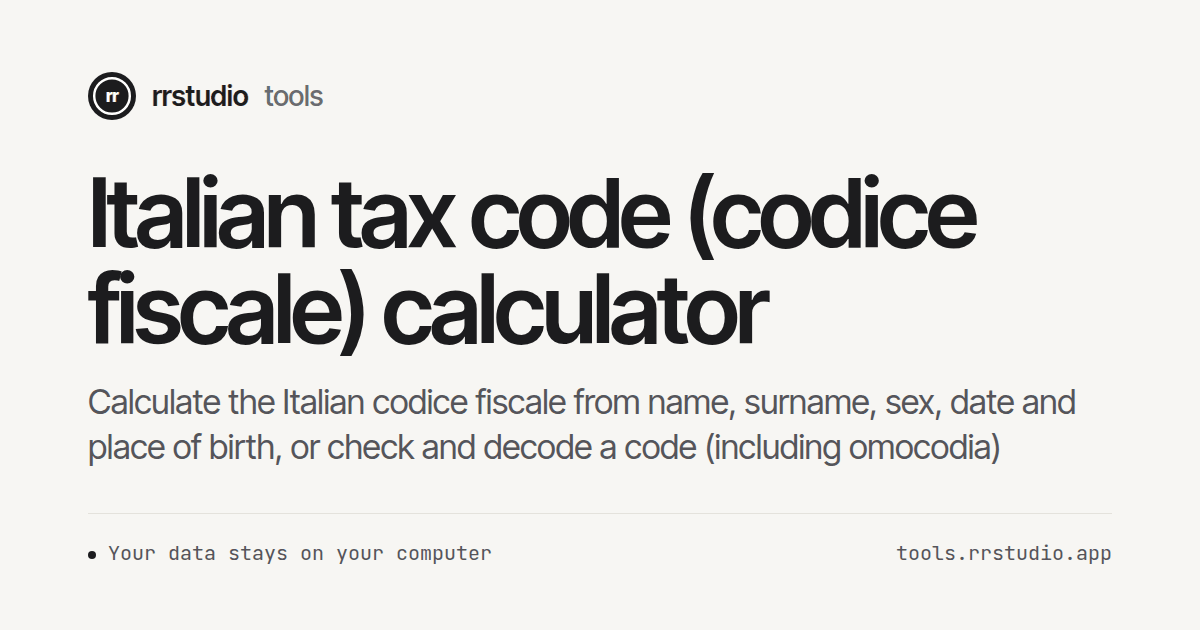 rr rrstudio tools
Italian tax code (codice
fiscale) calculator
Calculate the Italian codice fiscale from name, surname, sex, date and
place of birth, or check and decode a code (including omocodia)
Your data stays on your computer
tools.rrstudio.app